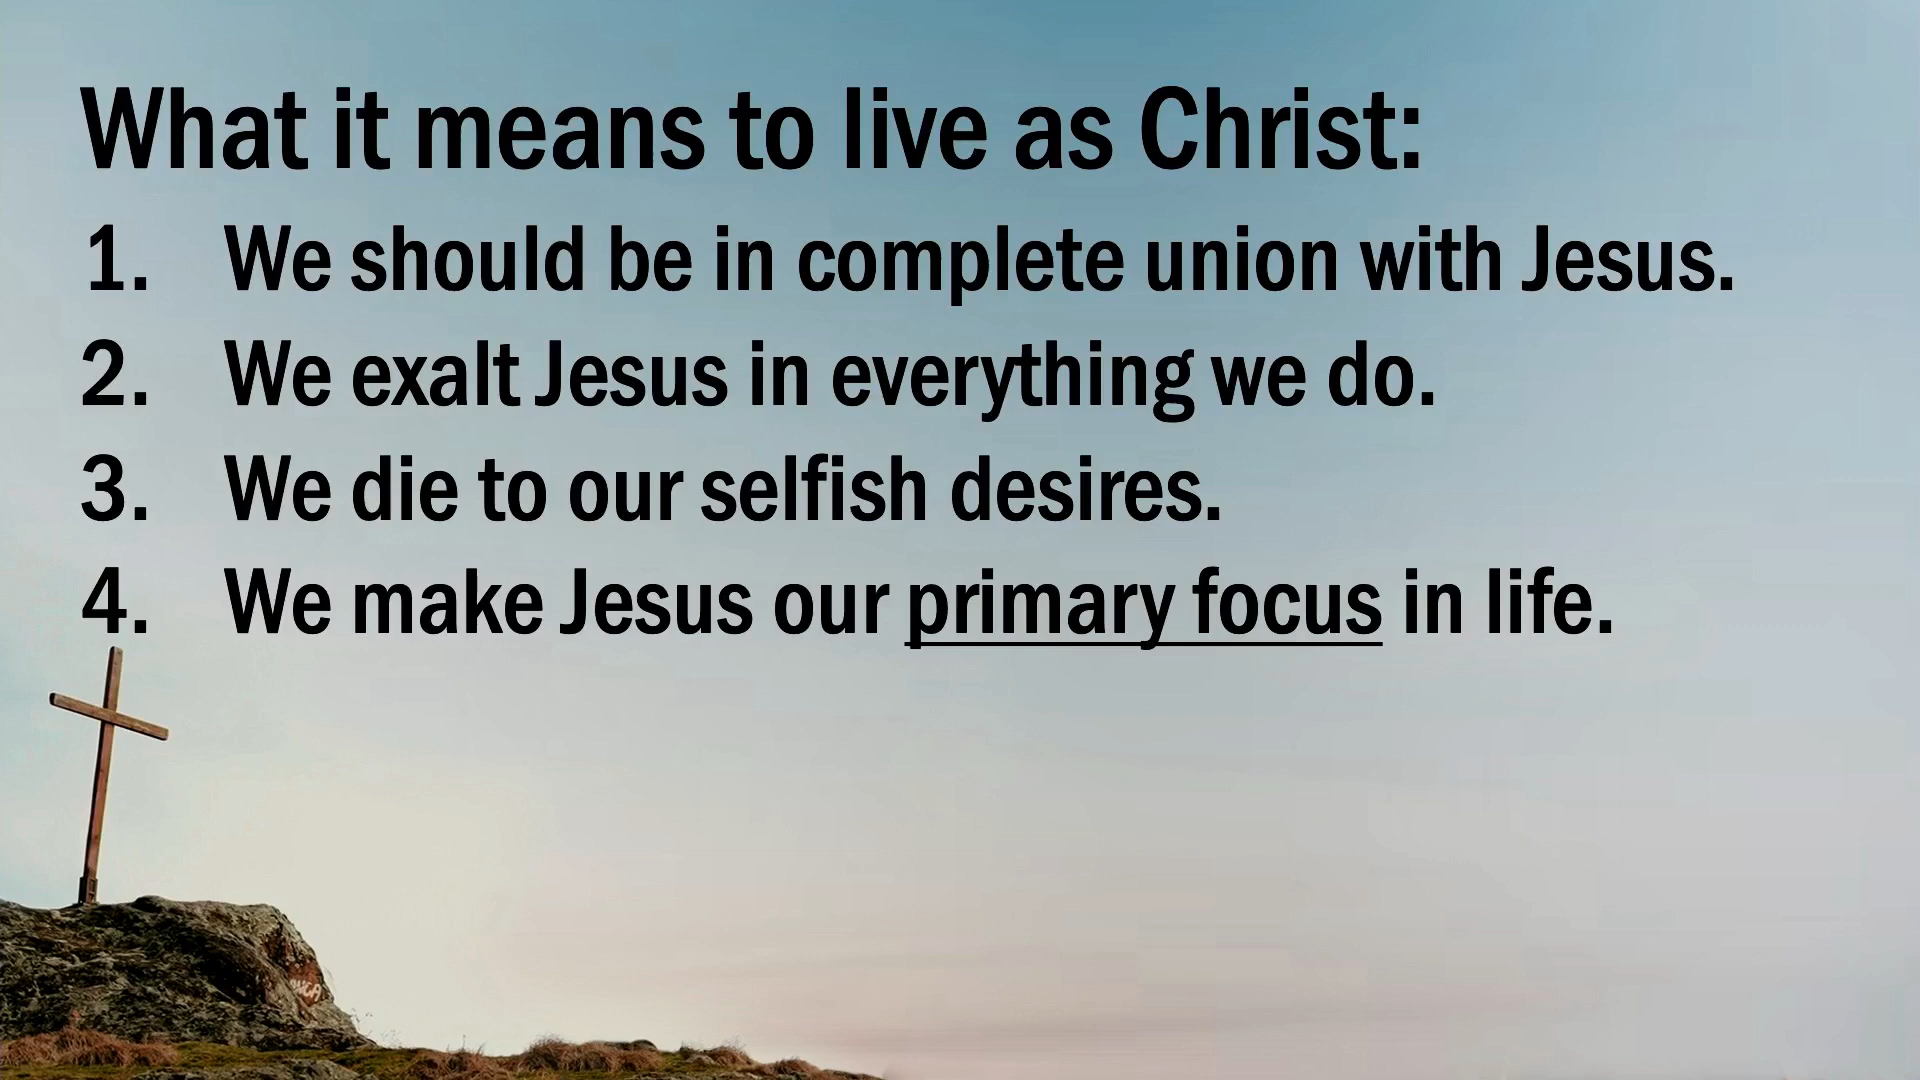 What it means to live as Christ:
1. We should be in complete union with Jesus.
2. We exalt Jesus in everything we do.
3. We die to our selfish desires.
4. We make Jesus our primary focus in life.